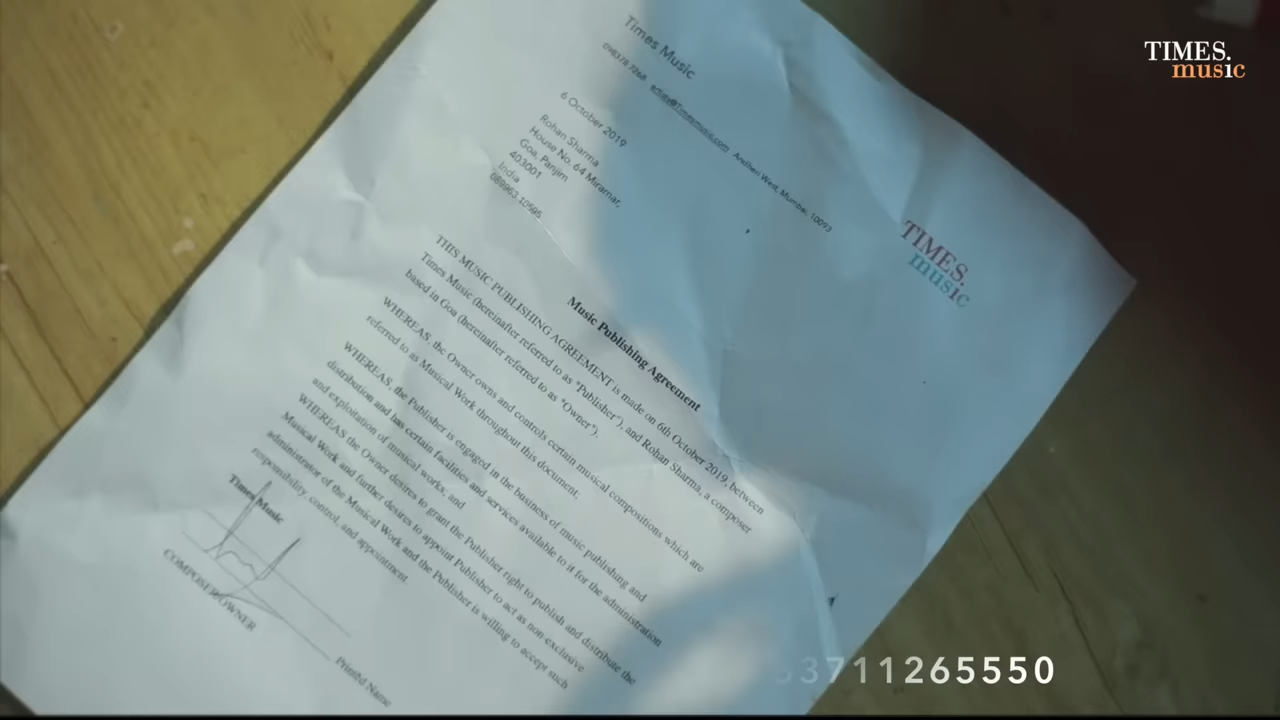 TIMES.
music
Times Music
6 October 2019
Rohan Sharma
House No. 64 Miramar,
Goa, Panjim
403001
India
TIMES.
music
Music Publishing Agreement
THIS MUSIC PUBLISHING AGREEMENT is made on 6th October 2019, between
Times Music (hereinafter referred to as "Publisher"), and Rohan Sharma, a composer
based in Goa (hereinafter referred to as "Owner").
WHEREAS, the Owner owns and controls certain musical compositions which are
referred to as Musical Work throughout this document.
WHEREAS, the Publisher is engaged in the business of music publishing and
distribution and has certain facilities and services available to it for the administration
and exploitation of musical works, and
WHEREAS the Owner desires to grant the Publisher right to publish and distribute the
Musical Work and further desires to appoint Publisher to act as non-exclusive
administrator of the Musical Work and the Publisher is willing to accept such
responsibility, control, and appointment
Times Music
COMPOSER/OWNER
Printed Name
3711265550